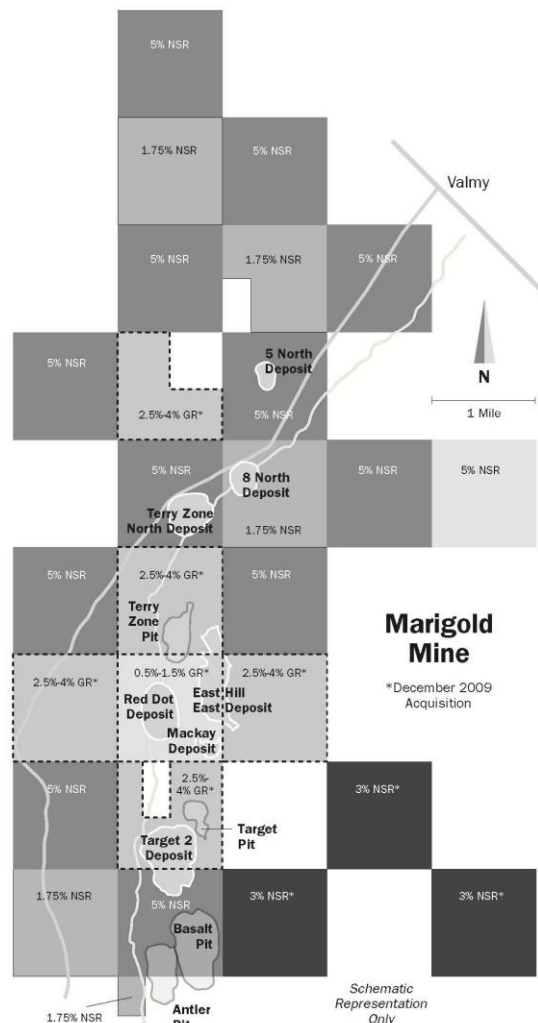 5% NSR
1.75% NSR
5% NSR
Valmy
5% NSR
1.75% NSR
5% NSR
5% NSR
5 North
Deposit
N
2.5%-4% GR*
5% NSR
1 Mile
5% NSR
8 North
Deposit
5% NSR
5% NSR
Terry Zone
North Deposit
1.75% NSR
5% NSR
2.5%-4% GR*
5% NSR
Terry
Zone
Pit
Marigold
Mine
*December 2009
Acquisition
2.5%-4% GR*
0.5%-1.5% GR*
2.5%-4% GR*
Red Dot
Deposit
East Hill
East Deposit
Mackay
Deposit
5% NSR
2.5%-
4% GR*
3% NSR*
Target
Pit
Target 2
Deposit
1.75% NSR
5% NSR
3% NSR*
3% NSR*
Basalt
Pit
1.75% NSR
Antler
Pit
Schematic
Representation
Only